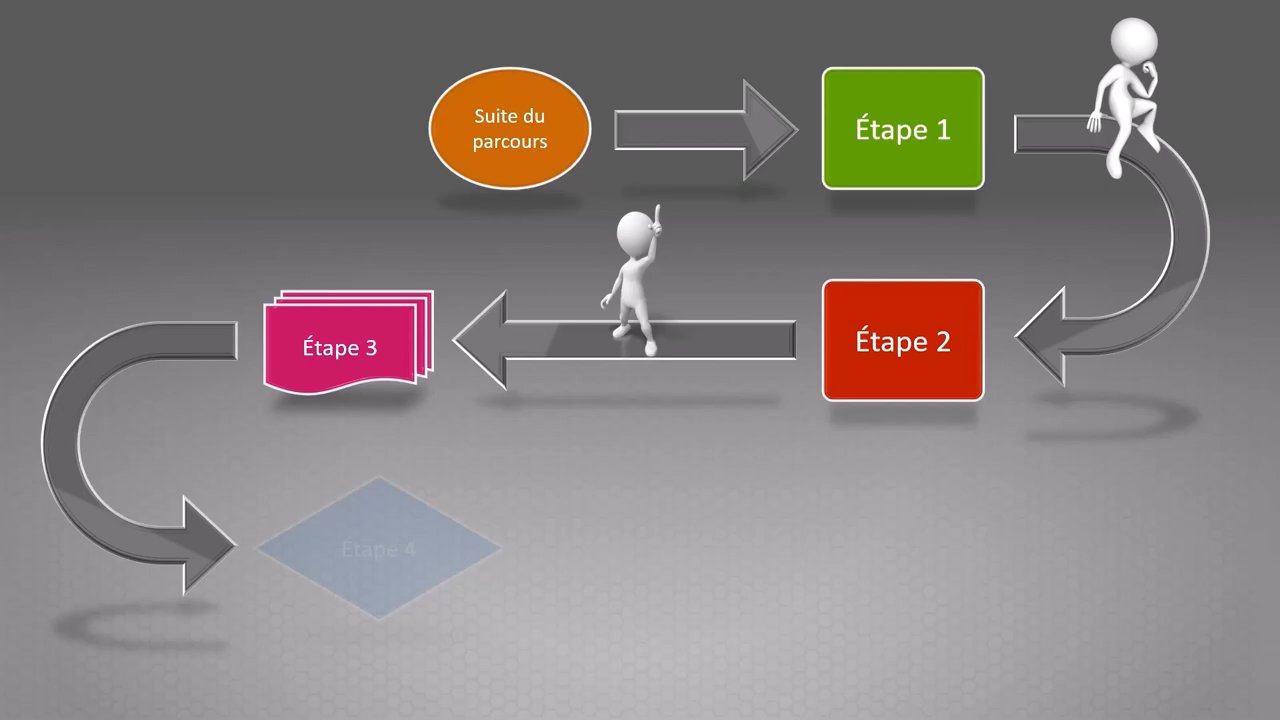 Suite du
parcours
Étape 1
Étape 2
Étape 3
Étape 4